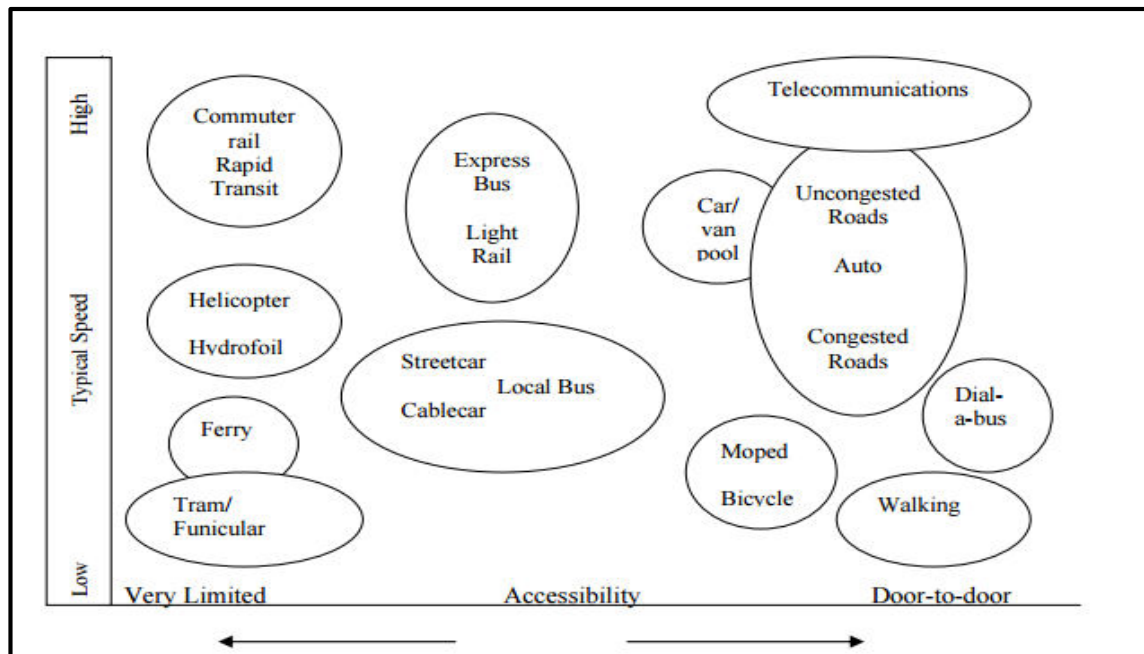 High
Typical Speed
Low
Commuter
rail
Rapid
Transit
Helicopter
Hydrofoil
Ferry
Tram/
Funicular
Express
Bus
Light
Rail
Streetcar
Local Bus
Cablecar
Telecommunications
Car/
van
pool
Uncongested
Roads
Auto
Congested
Roads
Dial-
a-bus
Moped
Bicycle
Walking
Very Limited
Accessibility
Door-to-door